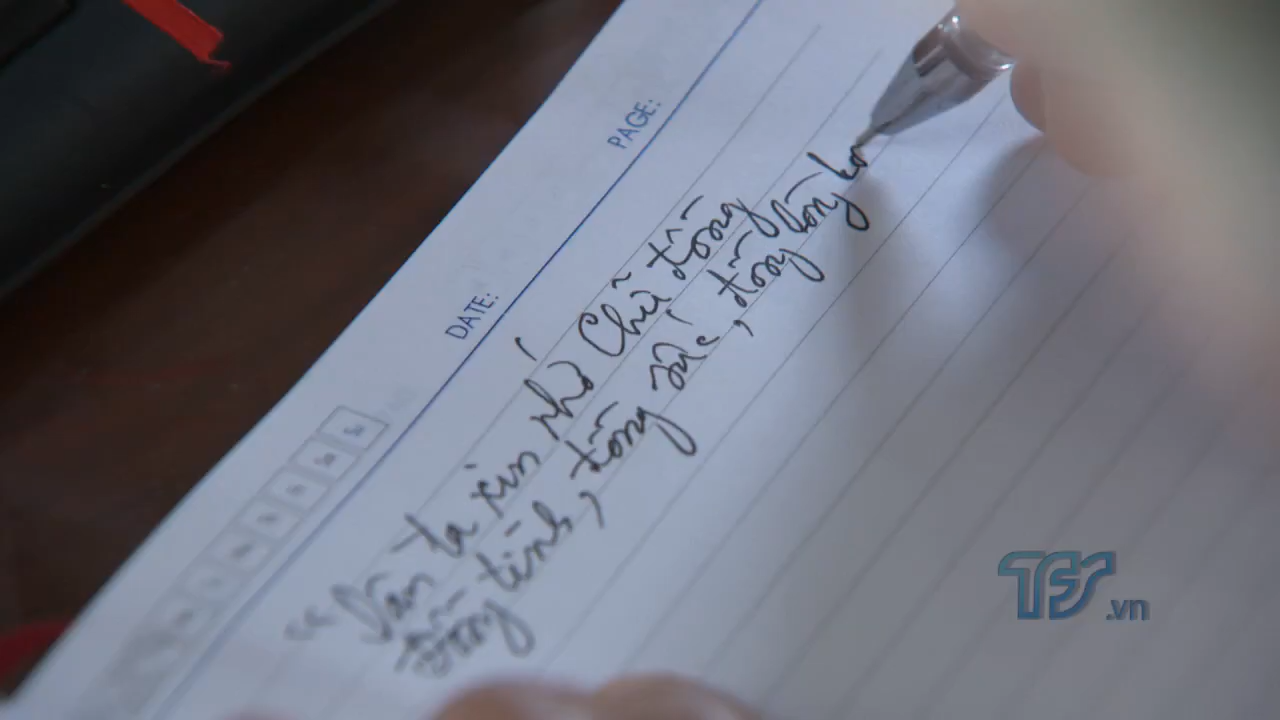 PAGE:
DATE:
"Dân ta xin nhớ Chữ đồng
đồng tình, đồng sức, đồng lòng
TFS.vn